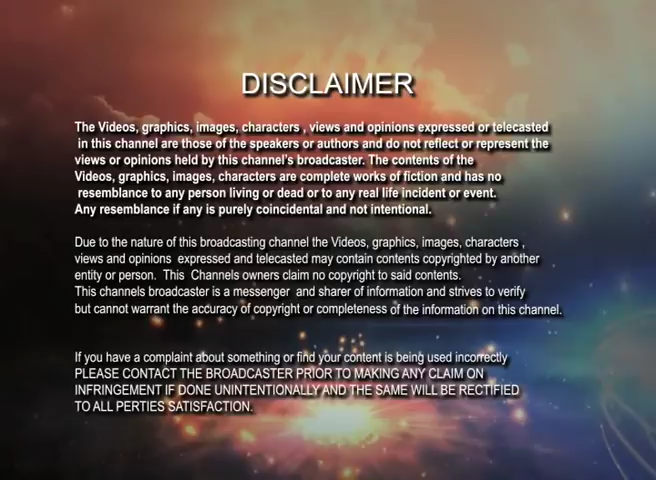 DISCLAIMER
The Videos, graphics, images, characters , views and opinions expressed or telecasted
in this channel are those of the speakers or authors and do not reflect or represent the
views or opinions held by this channel's broadcaster. The contents of the
Videos, graphics, images, characters are complete works of fiction and has no
resemblance to any person living or dead or to any real life incident or event.
Any resemblance if any is purely coincidental and not intentional.
Due to the nature of this broadcasting channel the Videos, graphics, images, characters ,
views and opinions expressed and telecasted may contain contents copyrighted by another
entity or person. This Channels owners claim no copyright to said contents.
This channels broadcaster is a messenger and sharer of information and strives to verify
but cannot warrant the accuracy of copyright or completeness of the information on this channel.
If you have a complaint about something or find your content is being used incorrectly
PLEASE CONTACT THE BROADCASTER PRIOR TO MAKING ANY CLAIM ON
INFRINGEMENT IF DONE UNINTENTIONALLY AND THE SAME WILL BE RECTIFIED
TO ALL PERTIES SATISFACTION.